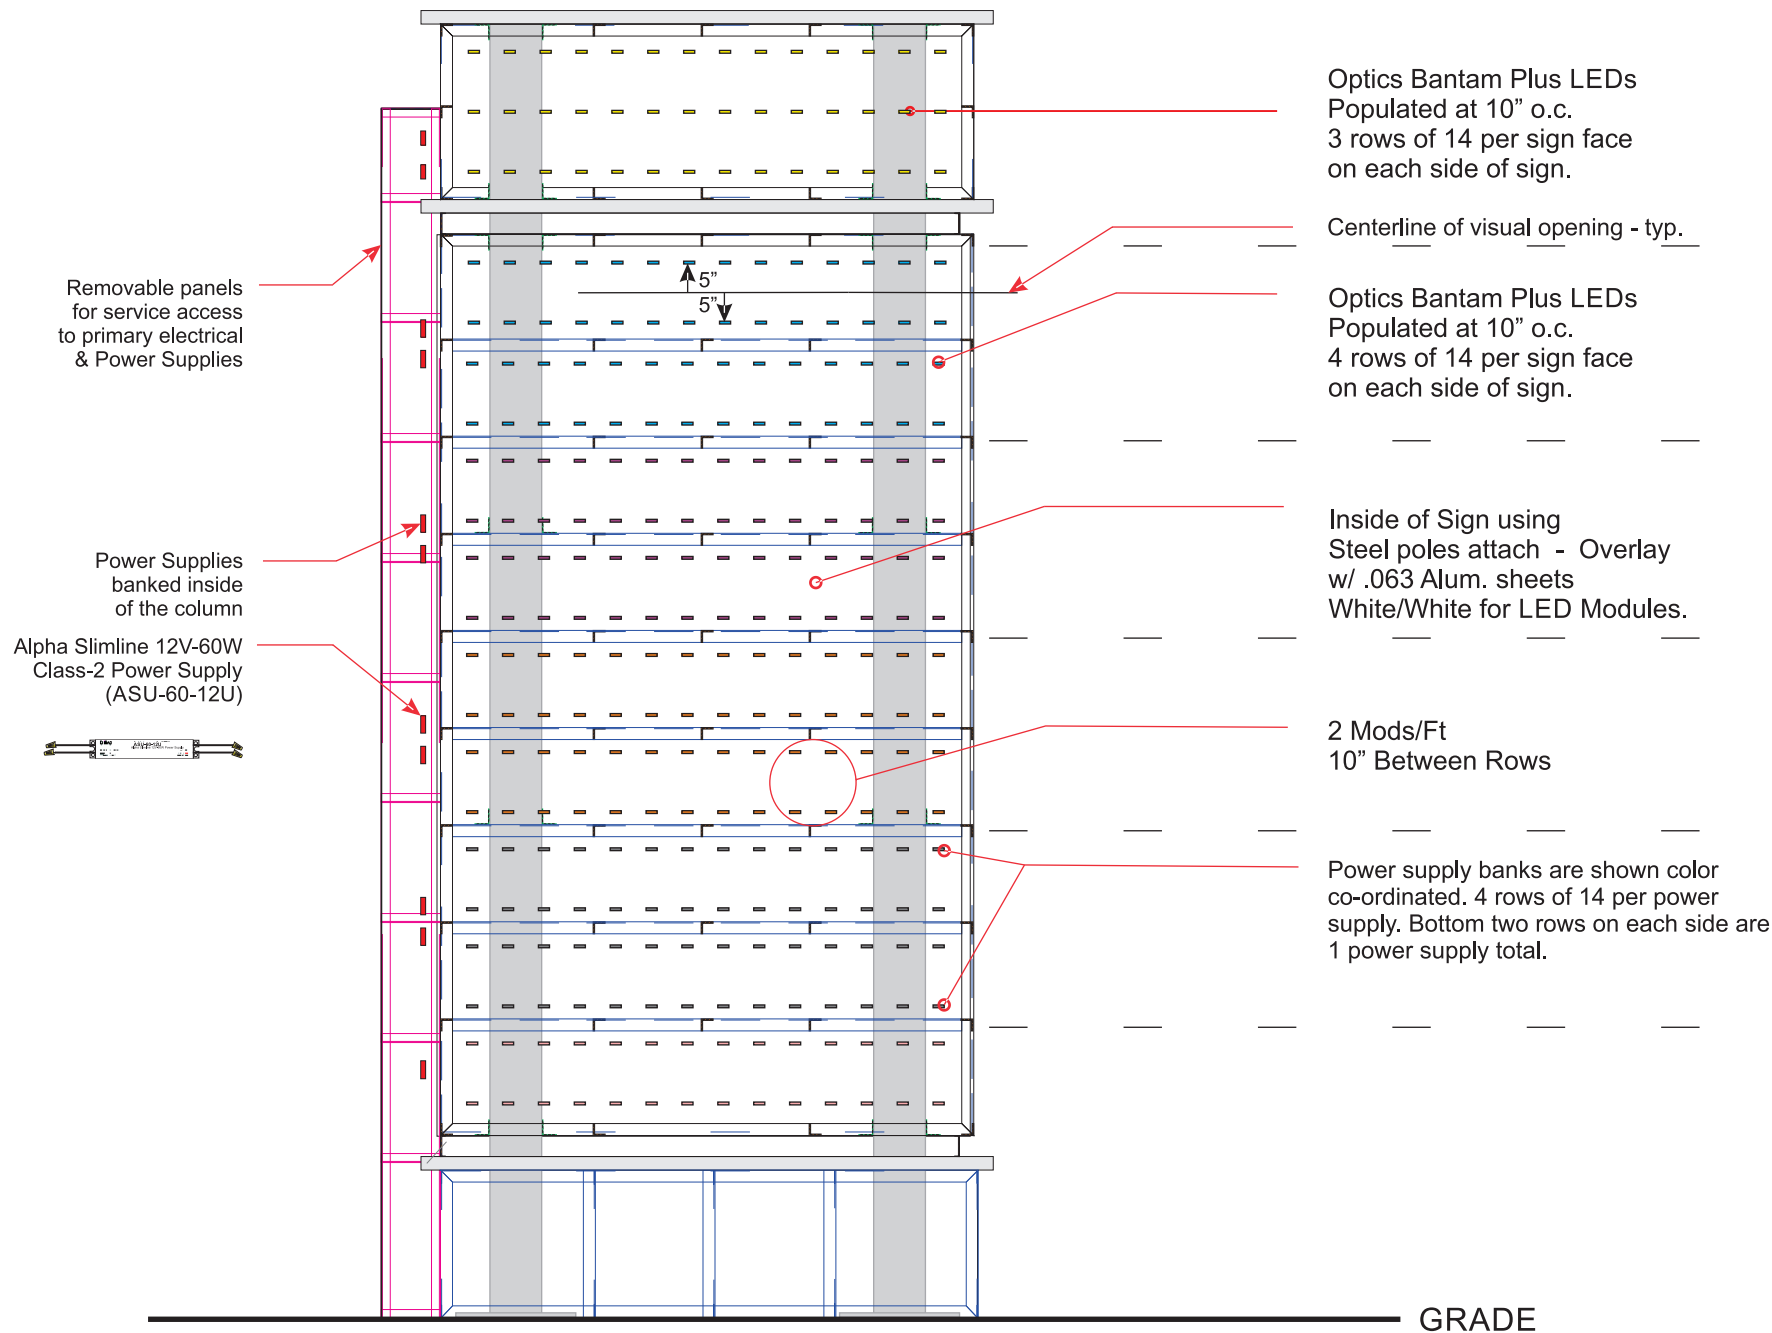 Optics Bantam Plus LEDs
Populated at 10” o.c.
3 rows of 14 per sign face
on each side of sign.
Centerline of visual opening - typ.
Removable panels
for service access
to primary electrical
& Power Supplies
5”
5”
Optics Bantam Plus LEDs
Populated at 10” o.c.
4 rows of 14 per sign face
on each side of sign.
Power Supplies
banked inside
of the column
Inside of Sign using
Steel poles attach - Overlay
w/ .063 Alum. sheets
White/White for LED Modules.
Alpha Slimline 12V-60W
Class-2 Power Supply
(ASU-60-12U)
ASU-60-12U
2 Mods/Ft
10” Between Rows
Power supply banks are shown color
co-ordinated. 4 rows of 14 per power
supply. Bottom two rows on each side are
1 power supply total.
GRADE